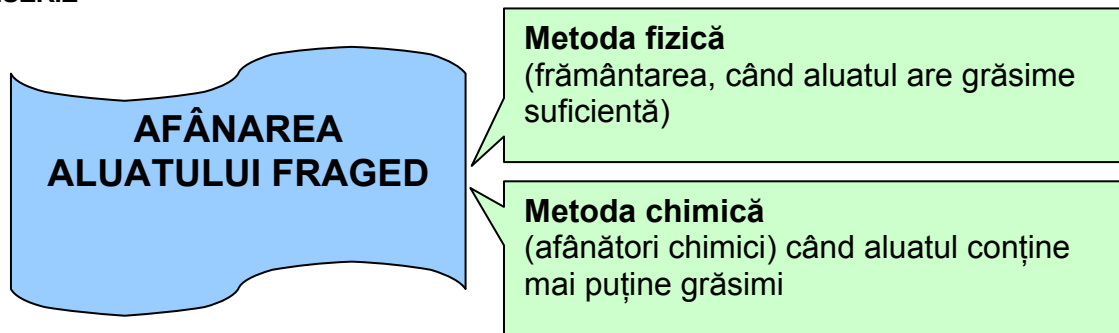 AFÂNAREA
ALUATULUI FRAGED
Metoda fizică
(frământarea, când aluatul are grăsime
suficientă)
Metoda chimică
(afânători chimici) când aluatul conține
mai puține grăsimi